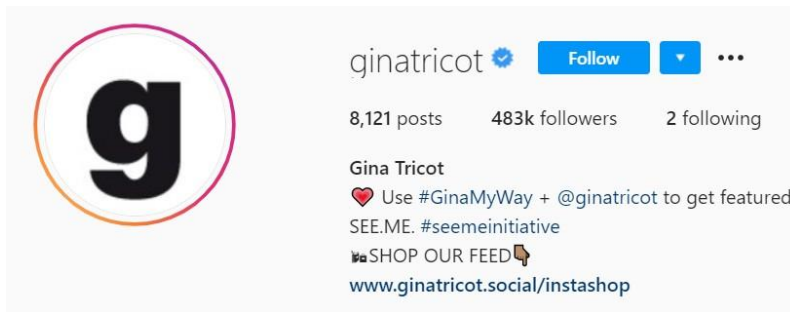 g
ginatricot Follow
8,121 posts 483k followers 2 following
Gina Tricot
Use #GinaMyWay + @ginatricot to get featured
SEE.ME. #seemeinitiative
SHOP OUR FEED
www.ginatricot.social/instashop